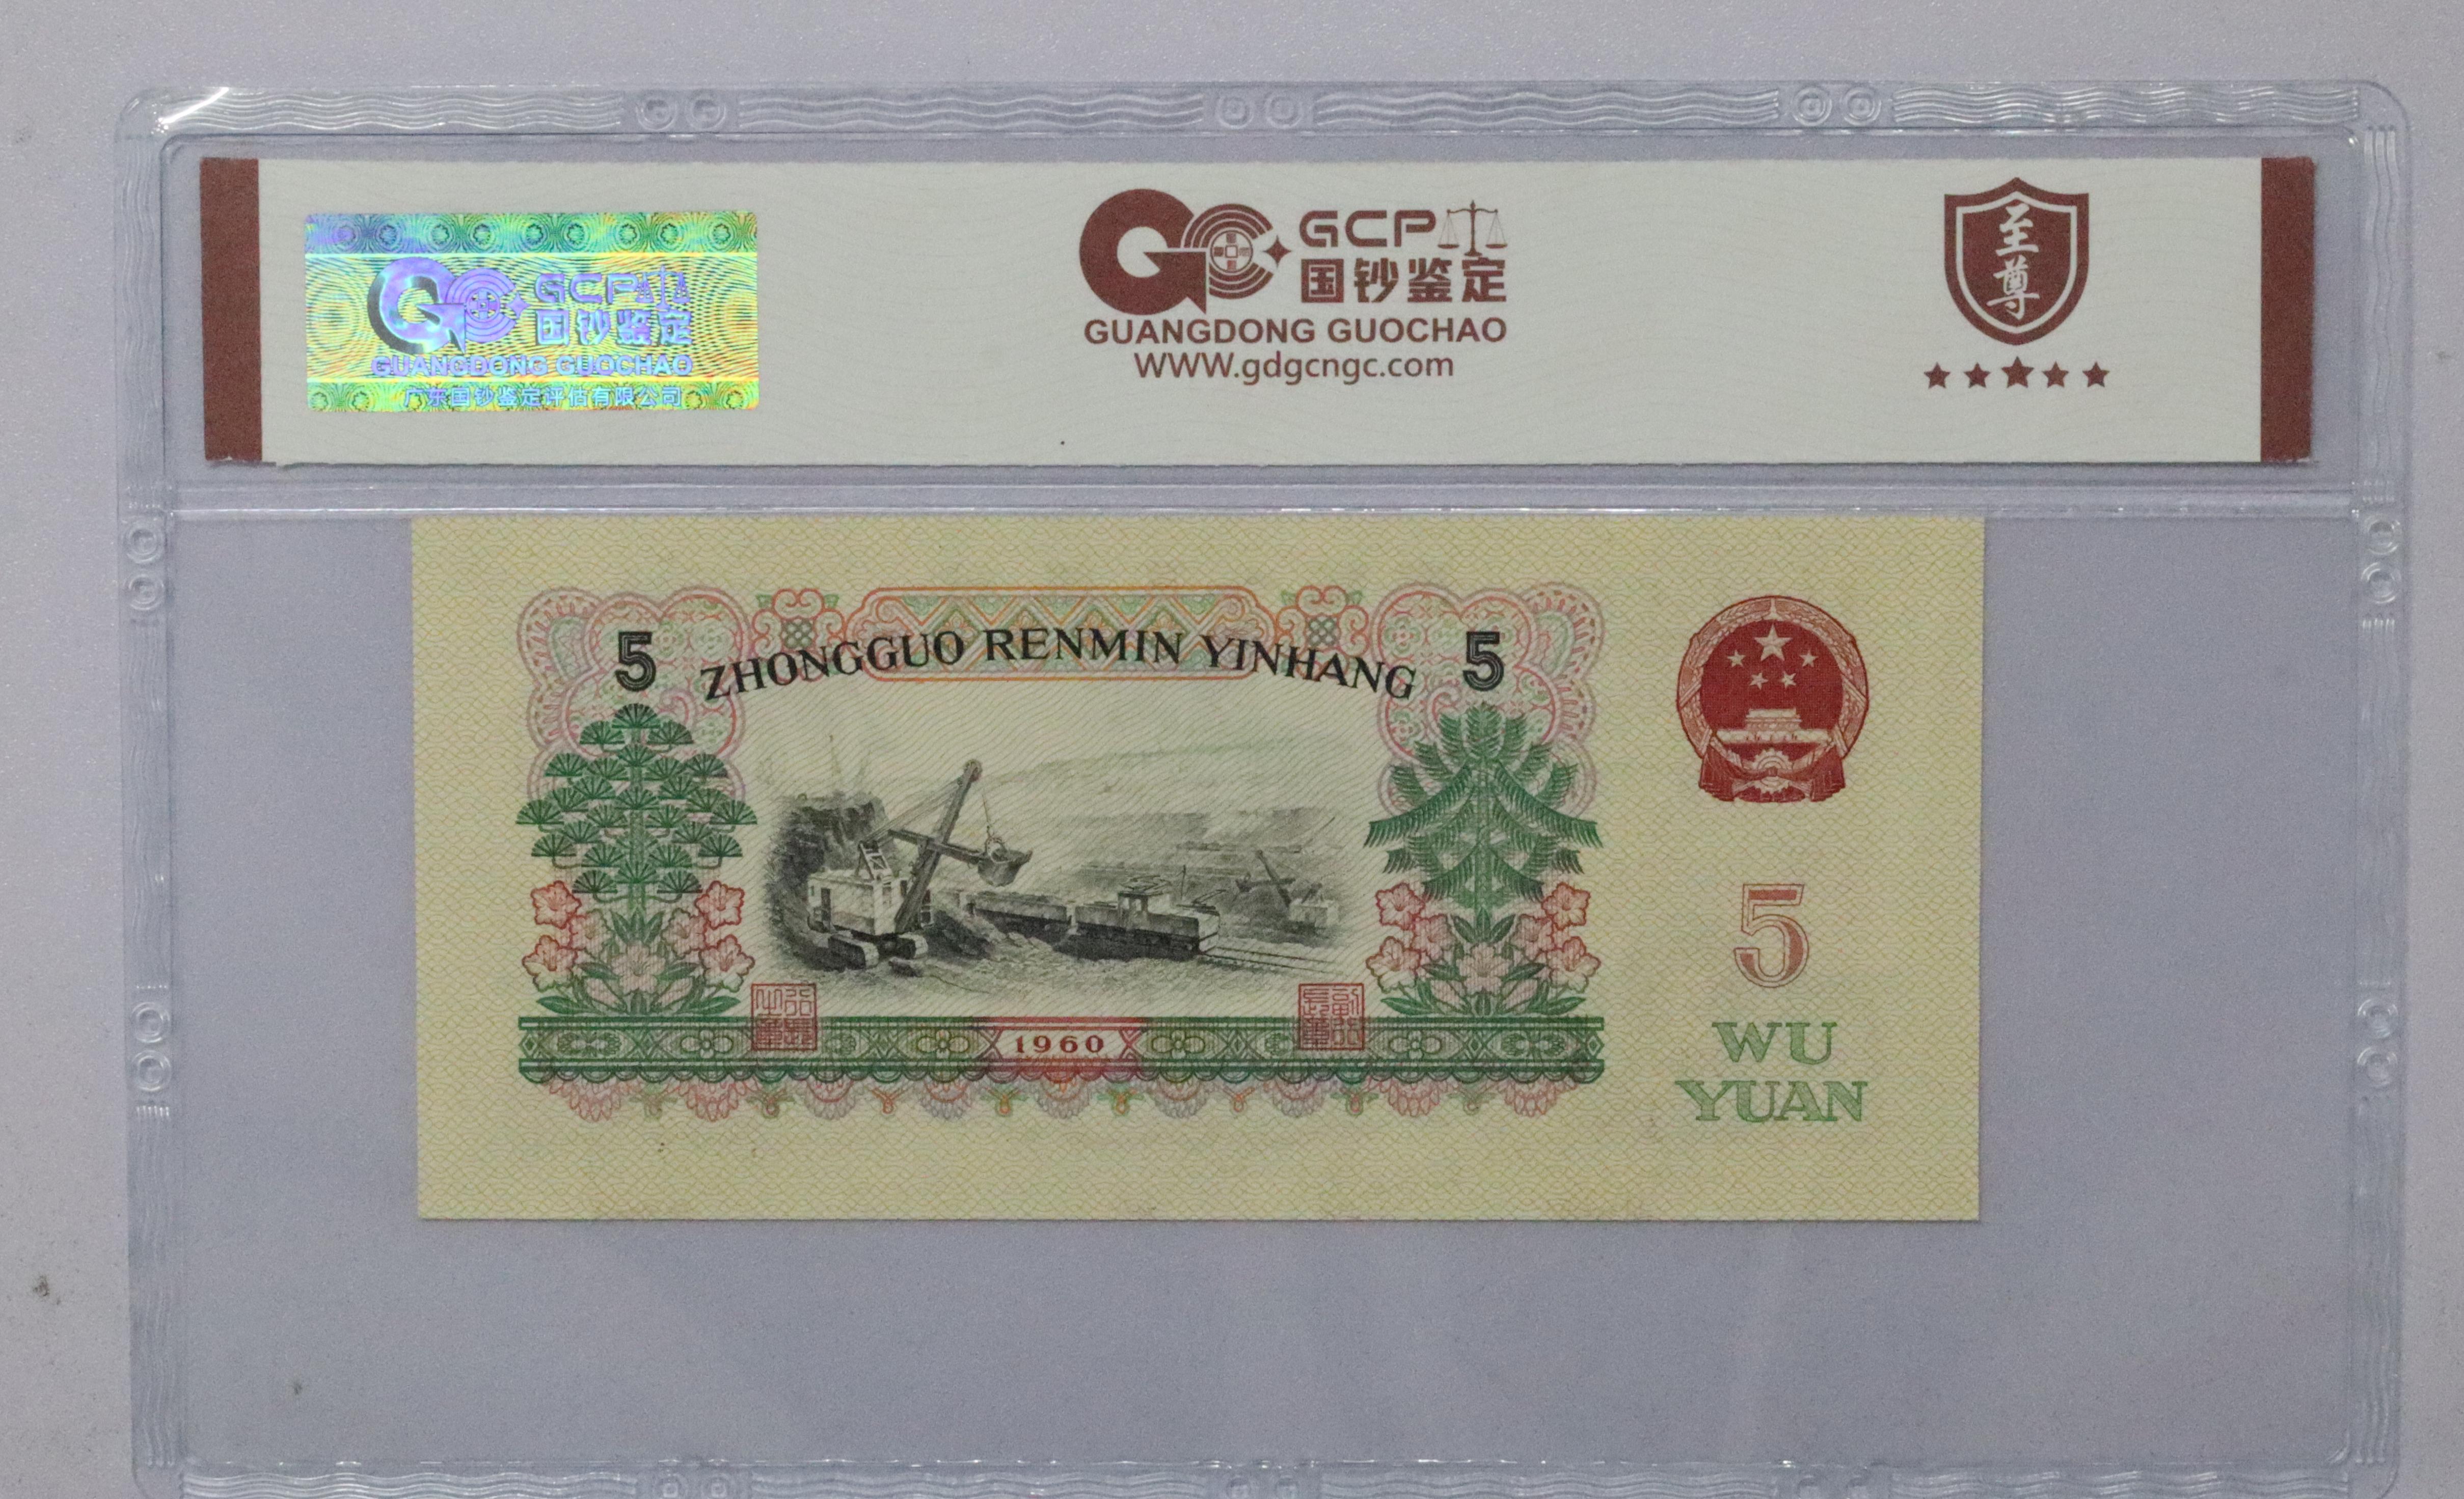 GCP
国钞鉴定
GUANGDONG GUOCHAO
广东国钞鉴定评估有限公司
GCP
国钞鉴定
GUANGDONG GUOCHAO
WWW.gdgcngc.com
至尊
5 ZHONGGUO RENMIN YINHANG 5
1960
5
WU
YUAN